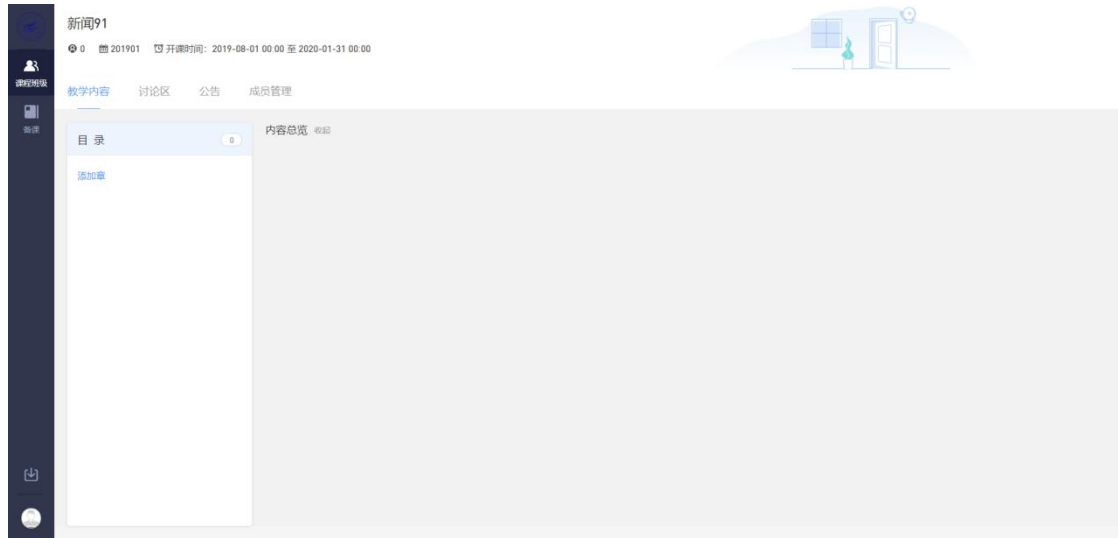 新闻91
0 201901 开课时间：2019-08-01 00:00 至 2020-01-31 00:00
课程班级
教学内容 讨论区 公告 成员管理
备课
目录 0
内容总览 收起
添加章